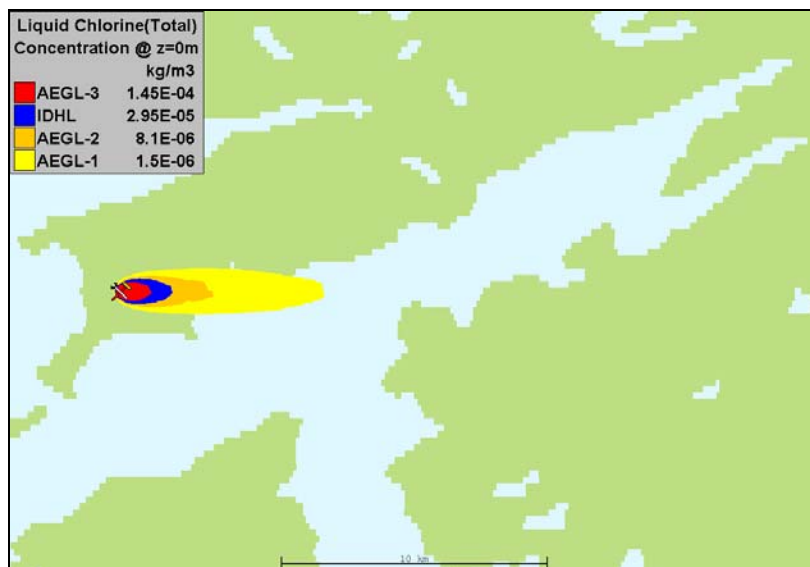 Liquid Chlorine(Total)
Concentration @ z=0m
kg/m3
AEGL-3 1.45E-04
IDHL 2.95E-05
AEGL-2 8.1E-06
AEGL-1 1.5E-06
10 km